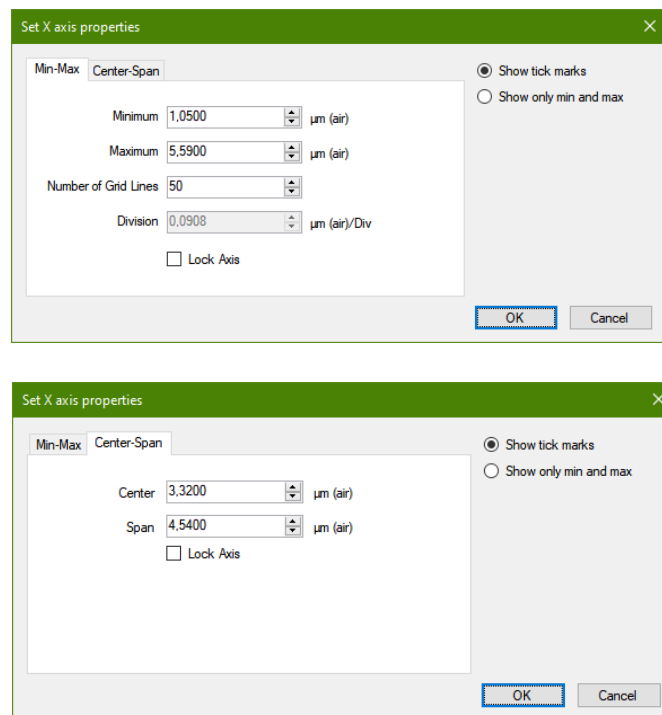 Set X axis properties
Min-Max Center-Span
Show tick marks
Show only min and max
Minimum 1,0500 µm (air)
Maximum 5,5900 µm (air)
Number of Grid Lines 50
Division 0,0908 µm (air)/Div
Lock Axis
OK Cancel
Set X axis properties
Min-Max Center-Span
Show tick marks
Show only min and max
Center 3,3200 µm (air)
Span 4,5400 µm (air)
Lock Axis
OK Cancel